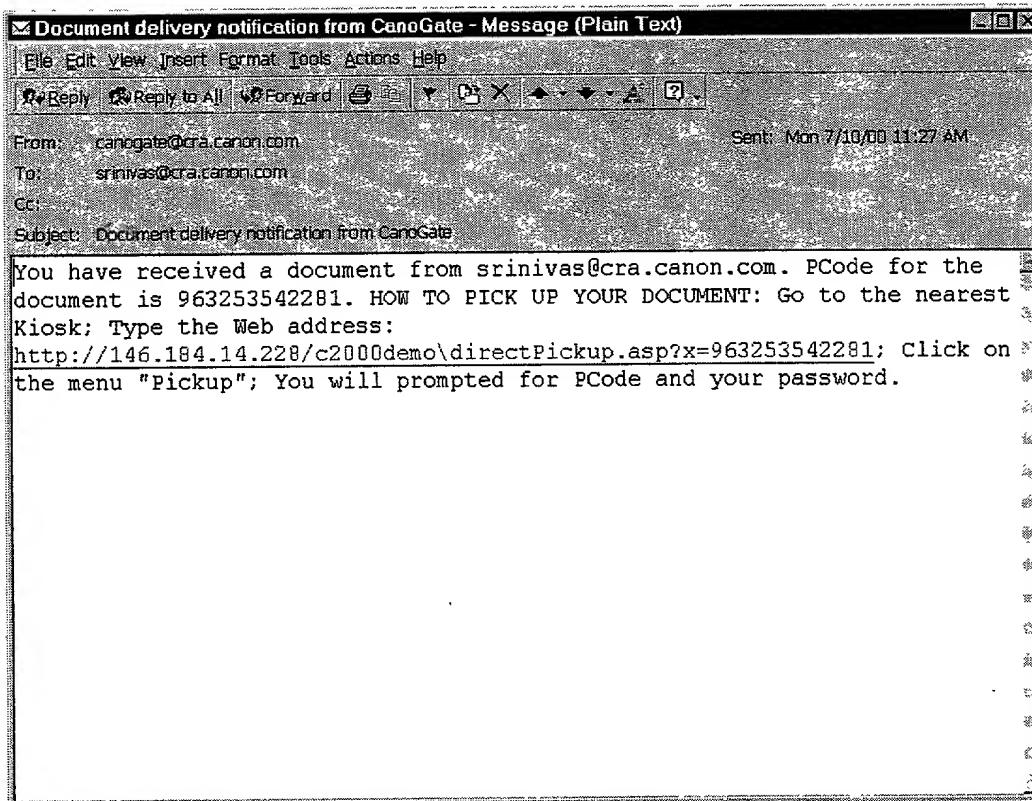 Document delivery notification from CanoGate - Message (Plain Text)
File Edit View Insert Format Tools Actions Help
Reply Reply to All Forward
From: canogate@cra.canon.com Sent: Mon 7/10/00 11:27 AM
To: srinivas@cra.canon.com
Cc:
Subject: Document delivery notification from CanoGate
You have received a document from srinivas@cra.canon.com. PCode for the
document is 963253542281. HOW TO PICK UP YOUR DOCUMENT: Go to the nearest
Kiosk; Type the Web address:
http://146.184.14.228/c2000demo\directPickup.asp?x=963253542281; Click on
the menu "Pickup"; You will prompted for PCode and your password.